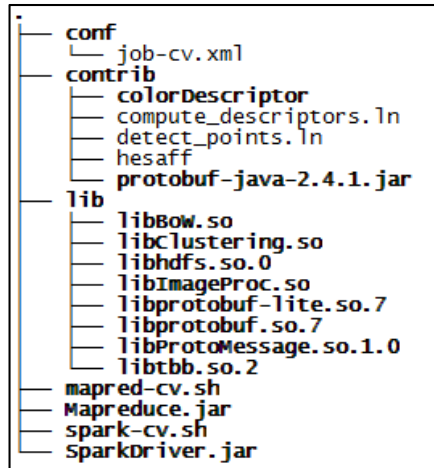 .
├── conf
│   └── job-cv.xml
├── contrib
│   ├── colorDescriptor
│   ├── compute_descriptors.ln
│   ├── detect_points.ln
│   ├── hesaff
│   └── protobuf-java-2.4.1.jar
├── lib
│   ├── libBoW.so
│   ├── libClustering.so
│   ├── libhdfs.so.0
│   ├── libImageProc.so
│   ├── libprotobuf-lite.so.7
│   ├── libprotobuf.so.7
│   ├── libProtoMessage.so.1.0
│   └── libtbb.so.2
├── mapred-cv.sh
├── Mapreduce.jar
├── spark-cv.sh
└── SparkDriver.jar